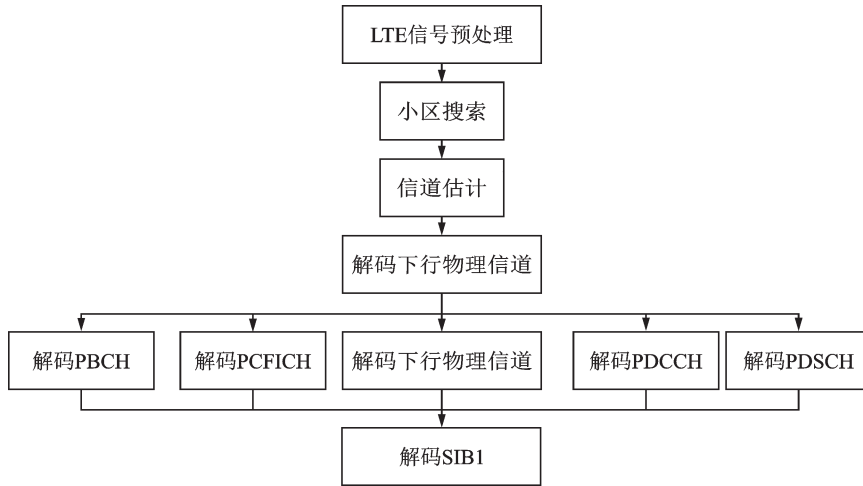 LTE信号预处理
小区搜索
信道估计
解码下行物理信道
解码PBCH
解码PCFICH
解码下行物理信道
解码PDCCH
解码PDSCH
解码SIB1